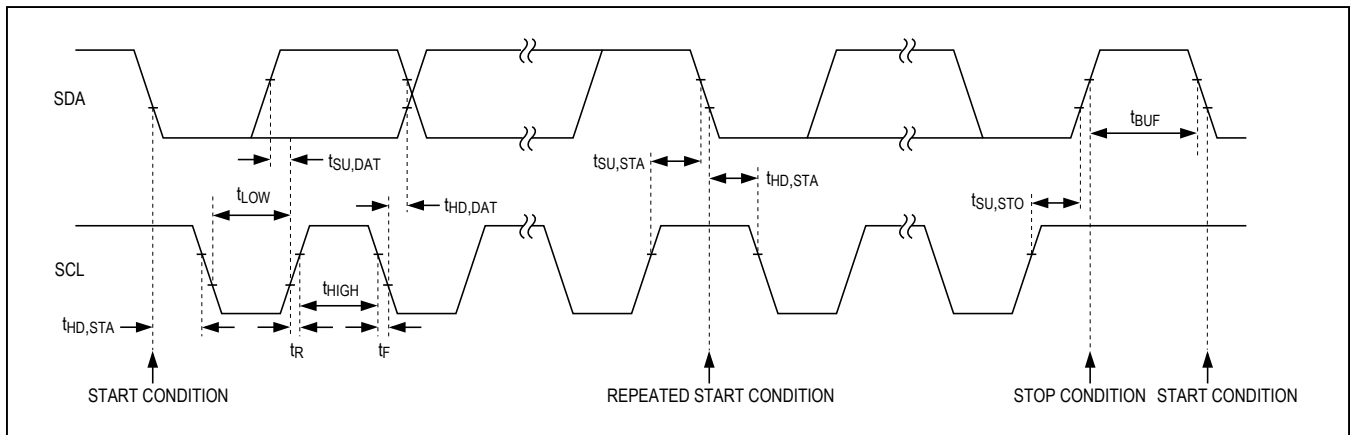 SDA
tBUF
tSU,DAT
tSU,STA
tHD,STA
tLOW
tHD,DAT
tSU,STO
SCL
tHIGH
tHD,STA
tR
tF
START CONDITION
REPEATED START CONDITION
STOP CONDITION
START CONDITION